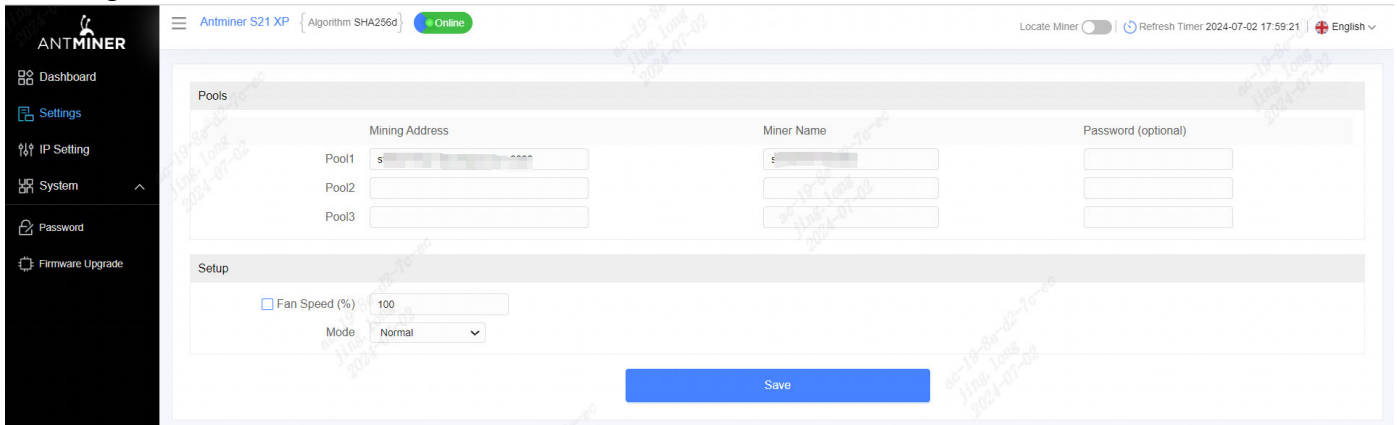 ANTMINER
Antminer S21 XP {Algorithm SHA256d} Online
Locate Miner Refresh Timer 2024-07-02 17:59:21 English
Dashboard
Settings
IP Setting
System
Password
Firmware Upgrade
Pools
Mining Address Miner Name Password (optional)
Pool1
Pool2
Pool3
Setup
Fan Speed (%) 100
Mode Normal
Save